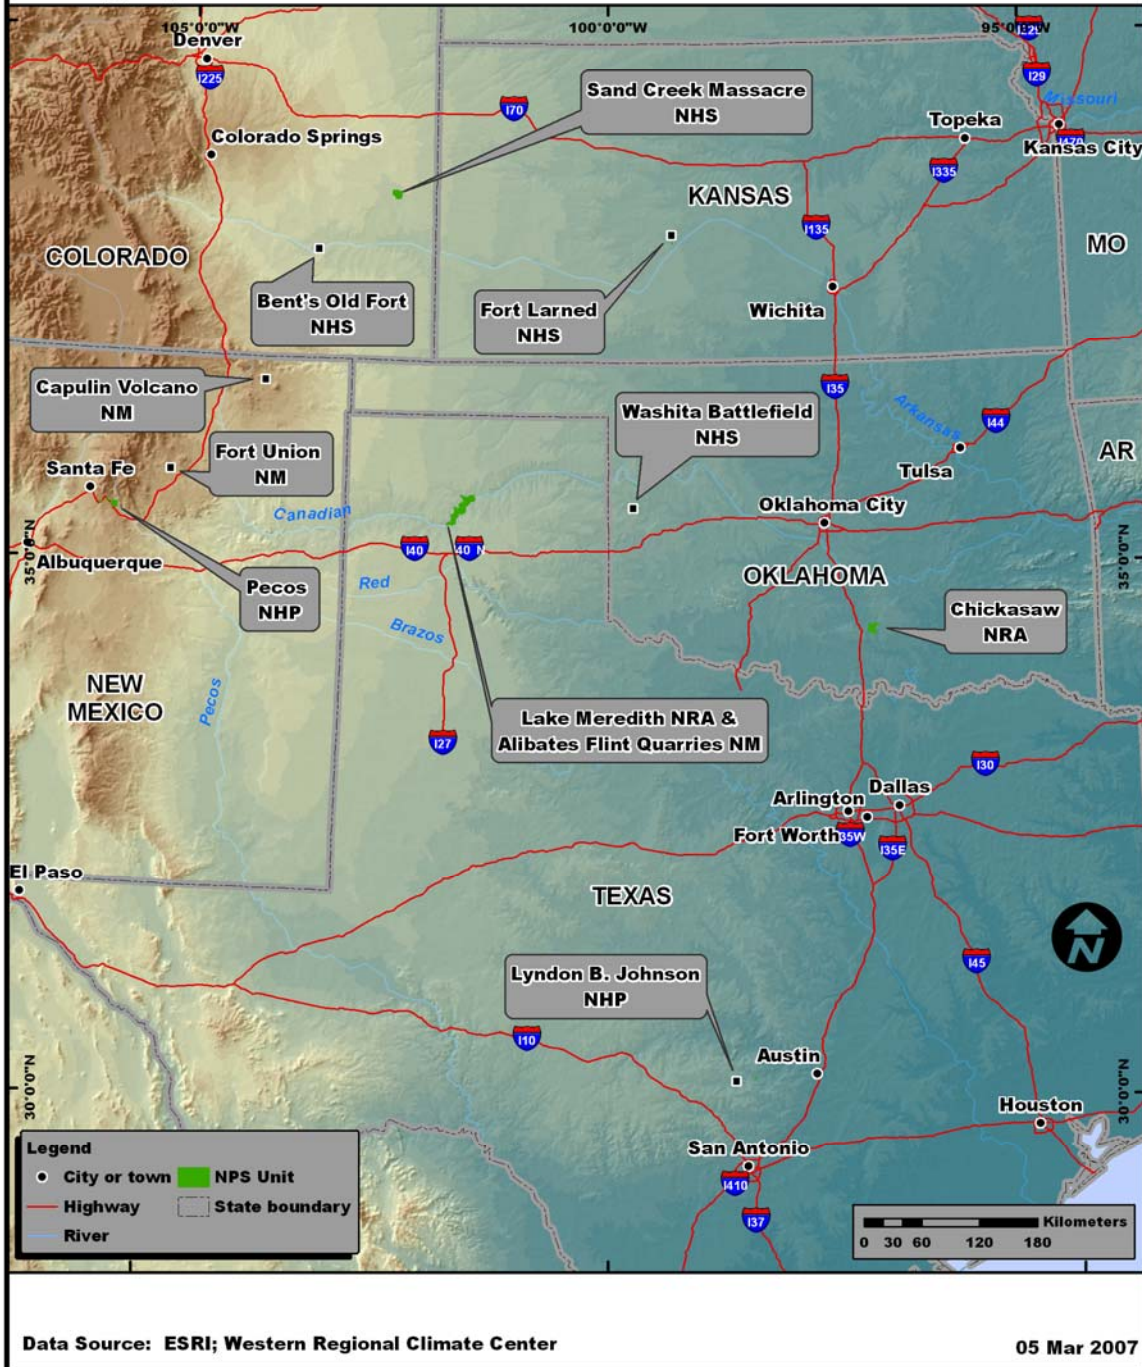 105°0'0"W
100°0'0"W
95°0'0"W
Denver
I225
I29
Missouri
Sand Creek Massacre
NHS
I70
Topeka
Kansas City
Colorado Springs
I335
KANSAS
I135
MO
COLORADO
Bent's Old Fort
NHS
Fort Larned
NHS
Wichita
Capulin Volcano
NM
I35
Washita Battlefield
NHS
Arkansas
I44
AR
Fort Union
NM
Santa Fe
Tulsa
Canadian
Oklahoma City
35°0'0"N
35°0'0"N
I40
40 N
Albuquerque
Red
OKLAHOMA
Pecos
NHP
Brazos
Chickasaw
NRA
NEW
MEXICO
Pecos
Lake Meredith NRA &
Alibates Flint Quarries NM
I27
I30
Arlington
Dallas
Fort Worth
35W
I35E
El Paso
TEXAS
N
Lyndon B. Johnson
NHP
I45
I10
Austin
30°0'0"N
30°0'0"N
Houston
San Antonio
I410
I37
Legend
City or town
NPS Unit
Highway
State boundary
River
Kilometers
0 30 60 120 180
Data Source: ESRI; Western Regional Climate Center
05 Mar 2007